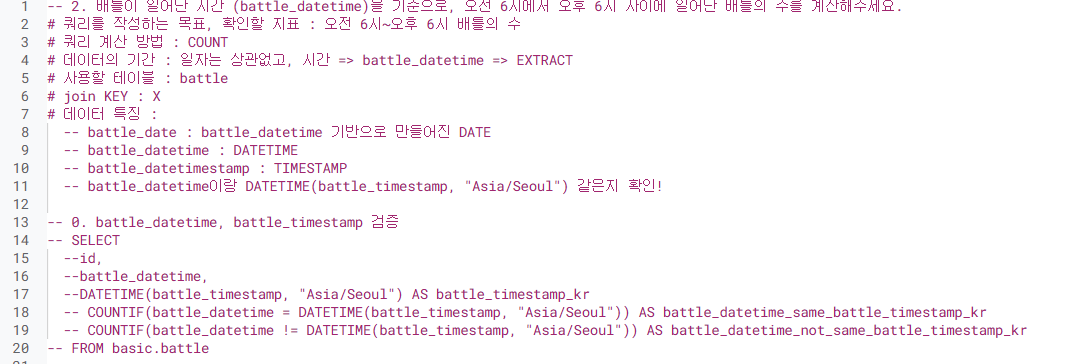 1 -- 2. 배틀이 일어난 시간 (battle_datetime)을 기준으로, 오전 6시에서 오후 6시 사이에 일어난 배틀의 수를 계산해주세요.
2 # 쿼리를 작성하는 목표, 확인할 지표 : 오전 6시~오후 6시 배틀의 수
3 # 쿼리 계산 방법 : COUNT
4 # 데이터의 기간 : 일자는 상관없고, 시간 => battle_datetime => EXTRACT
5 # 사용할 테이블 : battle
6 # join KEY : X
7 # 데이터 특징 :
8 -- battle_date : battle_datetime 기반으로 만들어진 DATE
9 -- battle_datetime : DATETIME
10 -- battle_datetimestamp : TIMESTAMP
11 -- battle_datetime이랑 DATETIME(battle_timestamp, "Asia/Seoul") 같은지 확인!
12
13 -- 0. battle_datetime, battle_timestamp 검증
14 -- SELECT
15 --id,
16 --battle_datetime,
17 --DATETIME(battle_timestamp, "Asia/Seoul") AS battle_timestamp_kr
18 -- COUNTIF(battle_datetime = DATETIME(battle_timestamp, "Asia/Seoul")) AS battle_datetime_same_battle_timestamp_kr
19 -- COUNTIF(battle_datetime != DATETIME(battle_timestamp, "Asia/Seoul")) AS battle_datetime_not_same_battle_timestamp_kr
20 -- FROM basic.battle